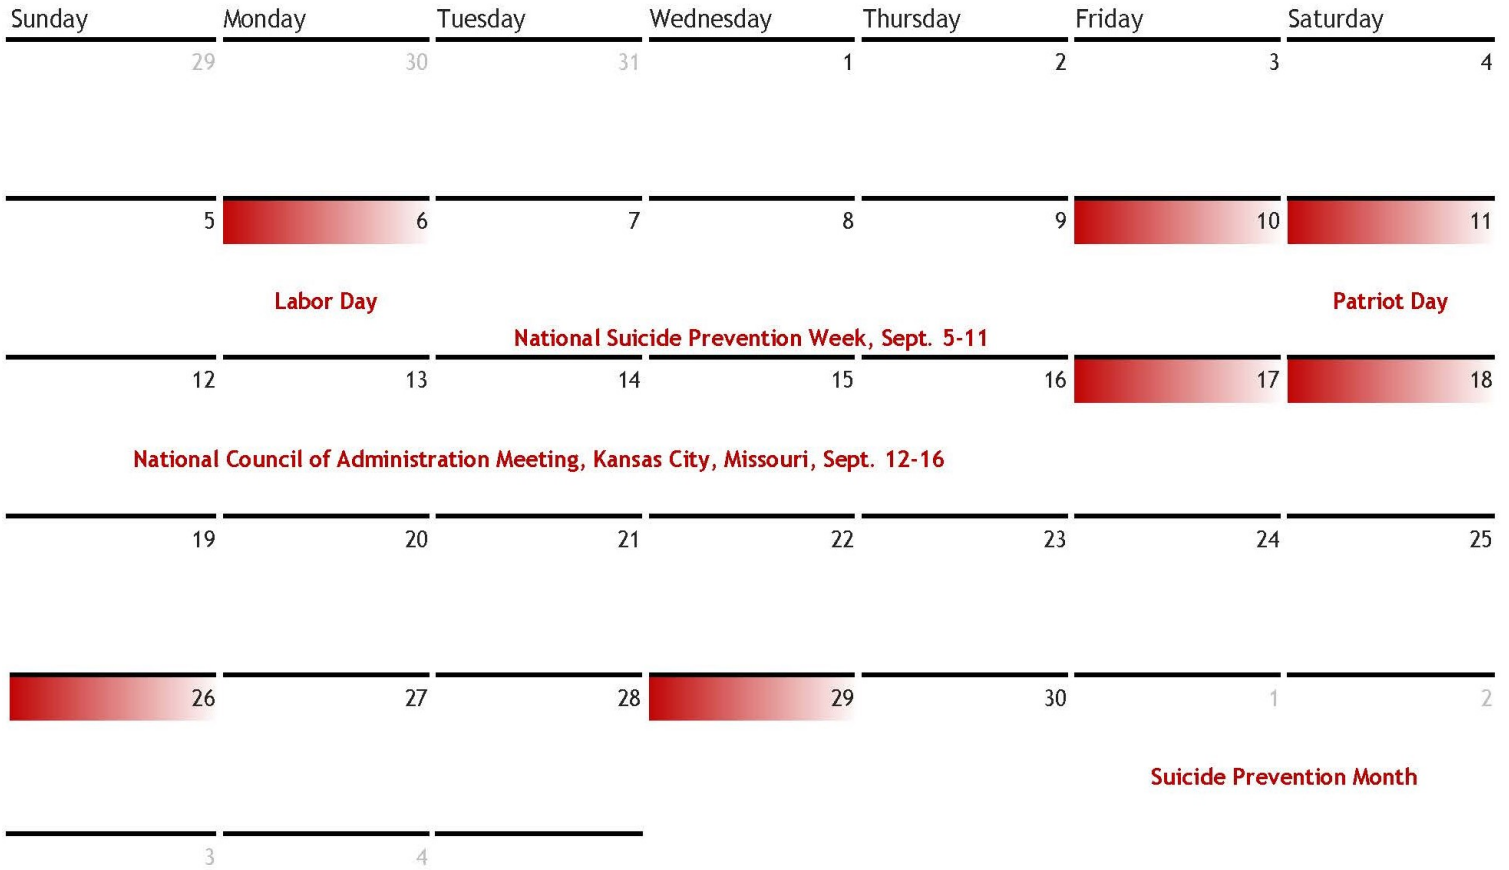 Sunday Monday Tuesday Wednesday Thursday Friday Saturday
29 30 31 1 2 3 4
5 6 7 8 9 10 11
Labor Day Patriot Day
National Suicide Prevention Week, Sept. 5-11
12 13 14 15 16 17 18
National Council of Administration Meeting, Kansas City, Missouri, Sept. 12-16
19 20 21 22 23 24 25
26 27 28 29 30 1 2
Suicide Prevention Month
3 4